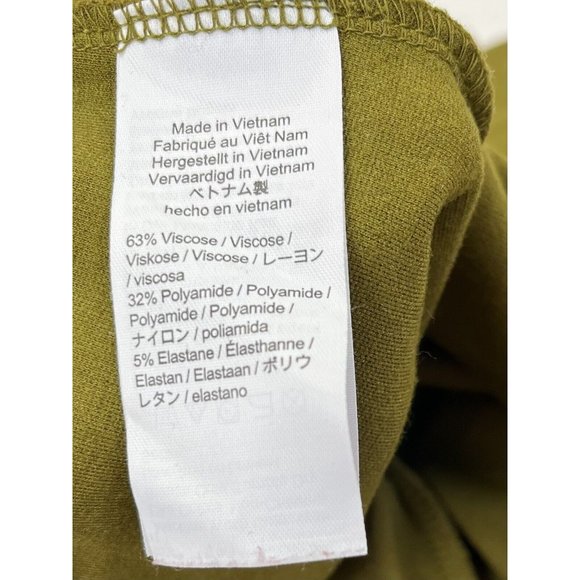 Made in Vietnam
Fabriqué au Viêt Nam
Hergestellt in Vietnam
Vervaardigd in Vietnam
ベトナム製
hecho en vietnam
63% Viscose / Viscose /
Viskose / Viscose / レーヨン
/ viscosa
32% Polyamide / Polyamide /
Polyamide / Polyamide /
ナイロン / poliamida
5% Elastane / Élasthanne /
Elastan / Elastaan / ポリウ
レタン / elastano